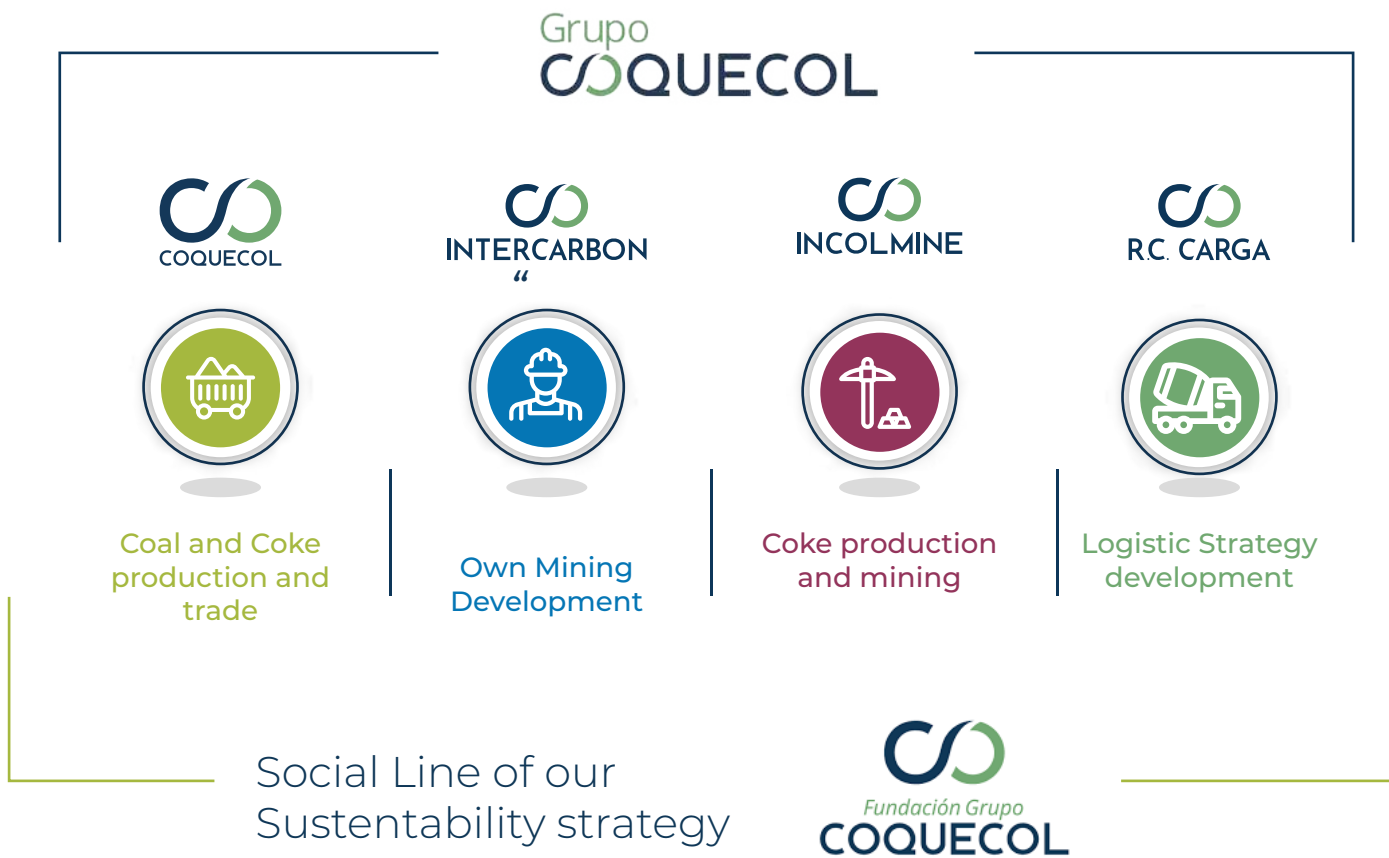 Grupo
COQUECOL
COQUECOL
INTERCARBON
“
INCOLMINE
R.C. CARGA
Coal and Coke
production and
trade
Own Mining
Development
Coke production
and mining
Logistic Strategy
development
Social Line of our
Sustentability strategy
Fundación Grupo
COQUECOL